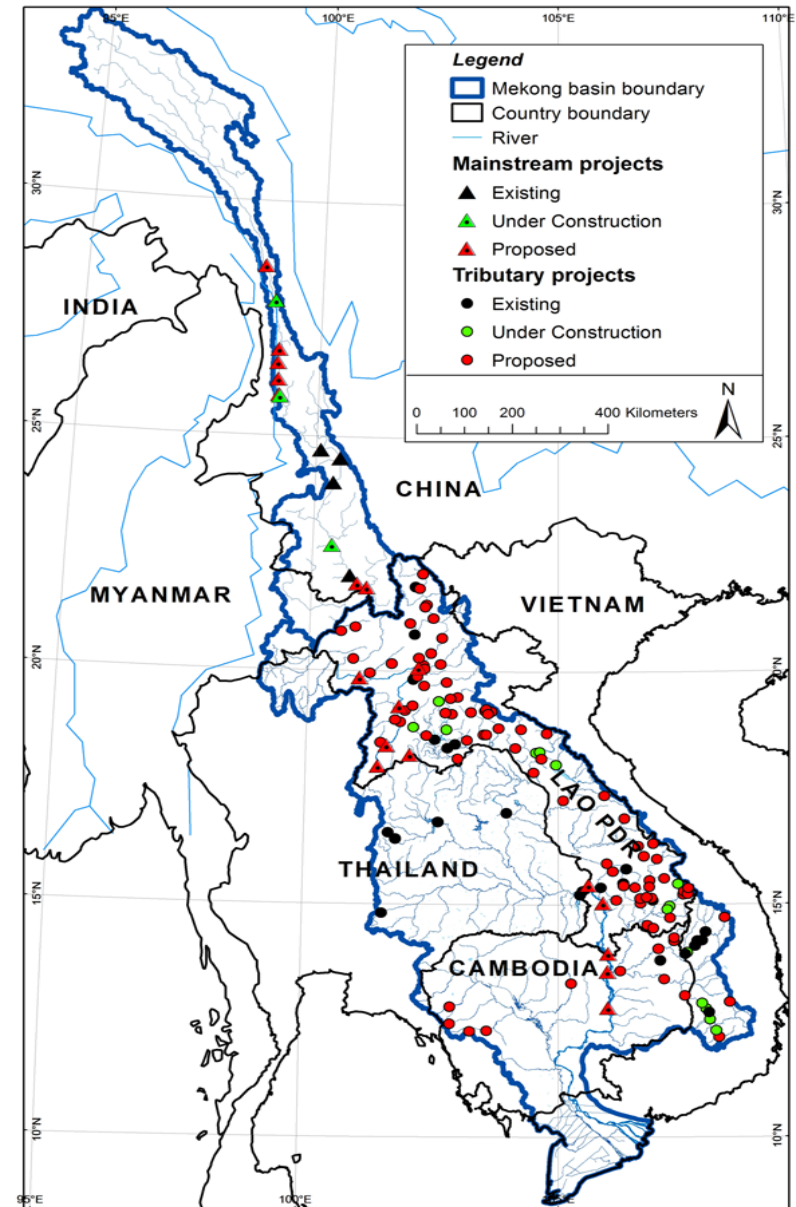 95°E
100°E
105°E
110°E
Legend
Mekong basin boundary
Country boundary
River
Mainstream projects
Existing
Under Construction
Proposed
Tributary projects
Existing
Under Construction
Proposed
0 100 200 400 Kilometers
N
30°N
30°N
INDIA
25°N
25°N
CHINA
MYANMAR
VIETNAM
20°N
20°N
LAO PDR
THAILAND
15°N
15°N
CAMBODIA
10°N
10°N
95°E
100°E
110°E